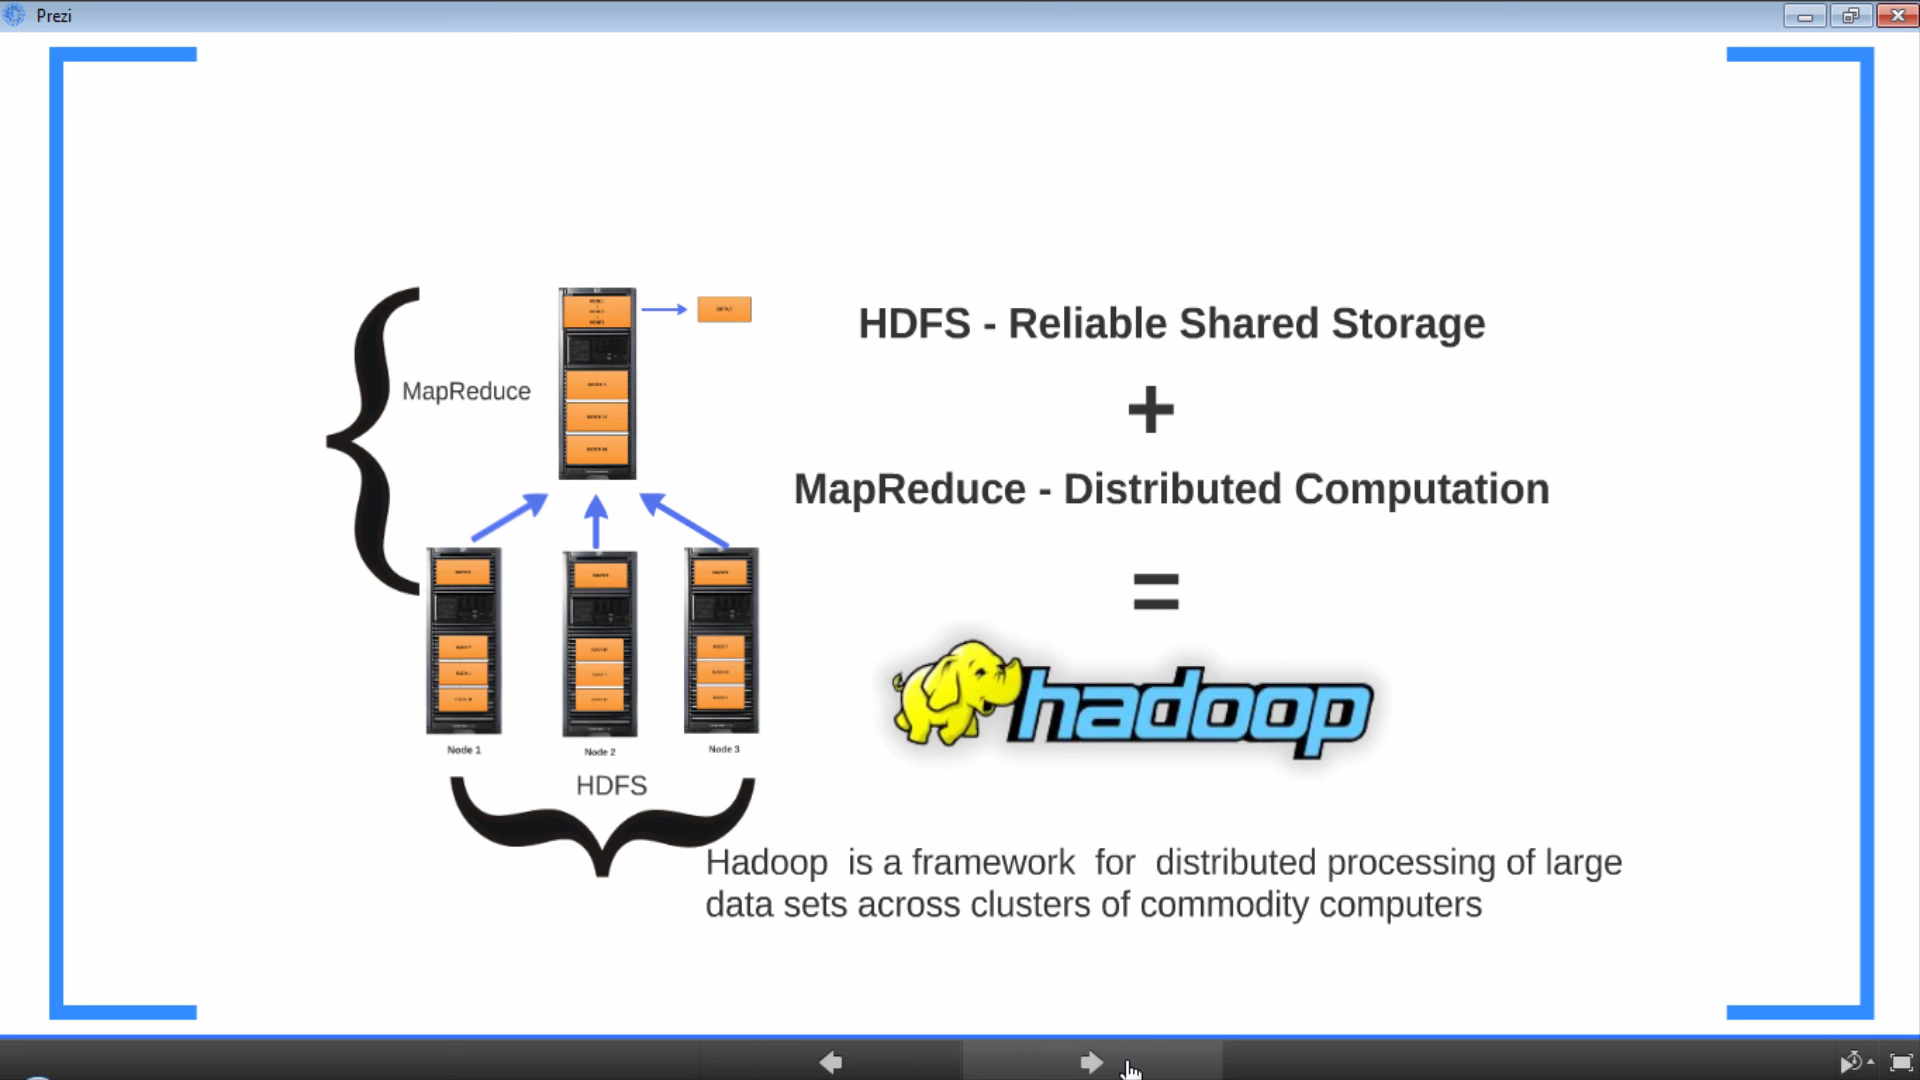 Prezi
MapReduce
HDFS - Reliable Shared Storage
+
MapReduce - Distributed Computation
=
hadoop
Node 1
Node 2
Node 3
HDFS
Hadoop is a framework for distributed processing of large
data sets across clusters of commodity computers